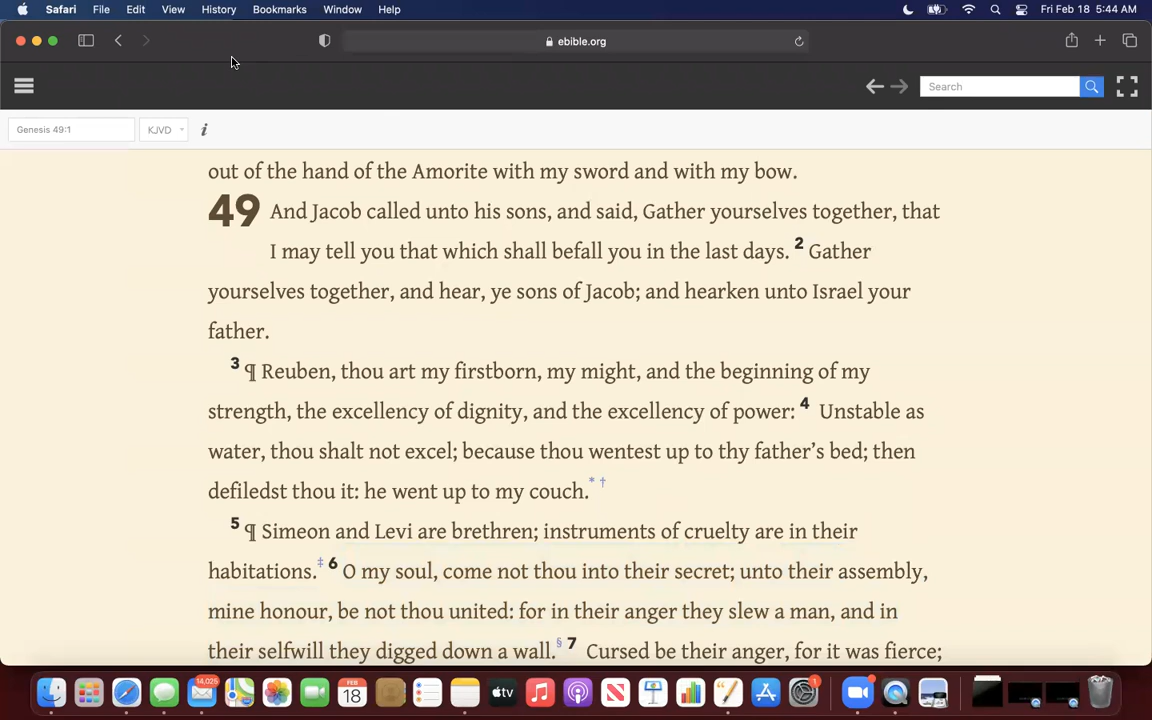 Safari File Edit View History Bookmarks Window Help Fri Feb 18 5:44 AM
ebible.org
Search
Genesis 49:1 KJVD i
out of the hand of the Amorite with my sword and with my bow.
49 And Jacob called unto his sons, and said, Gather yourselves together, that
I may tell you that which shall befall you in the last days. 2 Gather
yourselves together, and hear, ye sons of Jacob; and hearken unto Israel your
father.
3 ¶ Reuben, thou art my firstborn, my might, and the beginning of my
strength, the excellency of dignity, and the excellency of power: 4 Unstable as
water, thou shalt not excel; because thou wentest up to thy father’s bed; then
defiledst thou it: he went up to my couch. * †
5 ¶ Simeon and Levi are brethren; instruments of cruelty are in their
habitations. ‡ 6 O my soul, come not thou into their secret; unto their assembly,
mine honour, be not thou united: for in their anger they slew a man, and in
their selfwill they digged down a wall. § 7 Cursed be their anger, for it was fierce;
14,025 FEB 18 tv 1